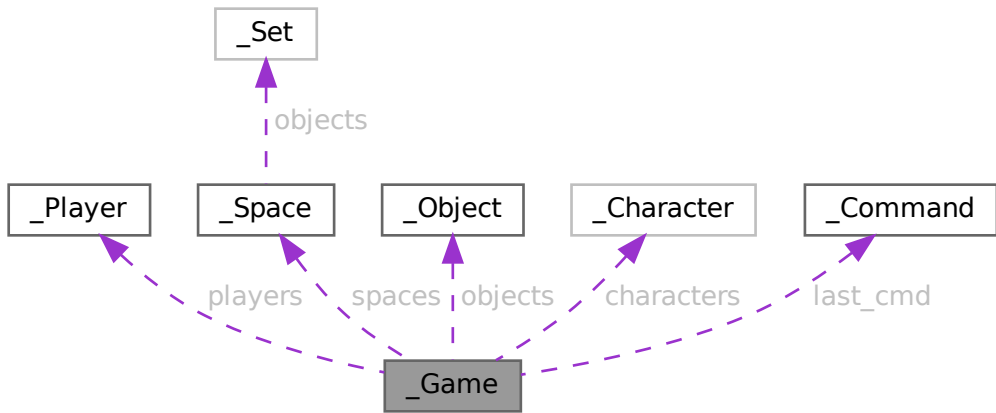 _Set
objects
_Player
_Space
_Object
_Character
_Command
players
spaces
objects
characters
last_cmd
_Game